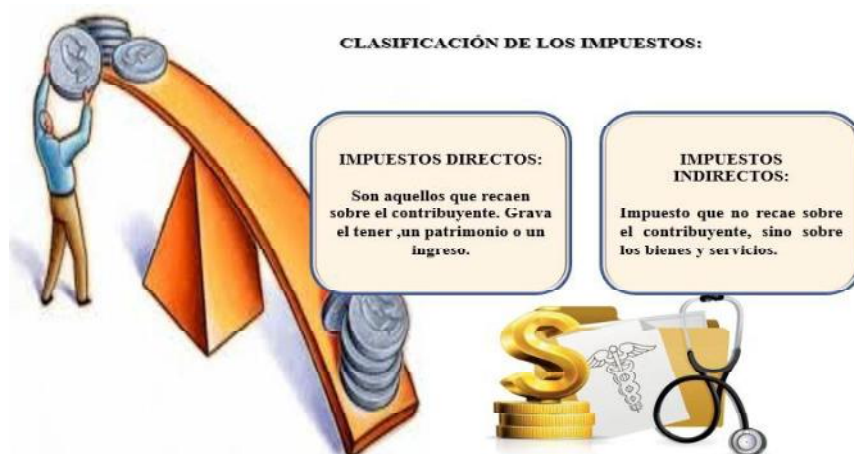 CLASIFICACIÓN DE LOS IMPUESTOS:
IMPUESTOS DIRECTOS:
Son aquellos que recaen
sobre el contribuyente. Grava
el tener ,un patrimonio o un
ingreso.
IMPUESTOS
INDIRECTOS:
Impuesto que no recae sobre
el contribuyente, sino sobre
los bienes y servicios.